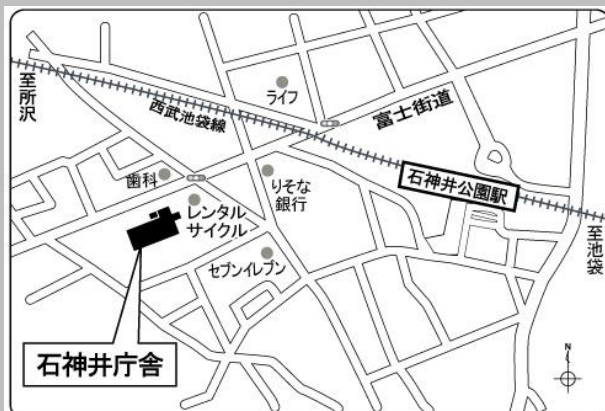 至所沢
西武池袋線
ライフ
富士街道
歯科
りそな
銀行
石神井公園駅
レンタル
サイクル
至池袋
セブンイレブン
石神井庁舎
N